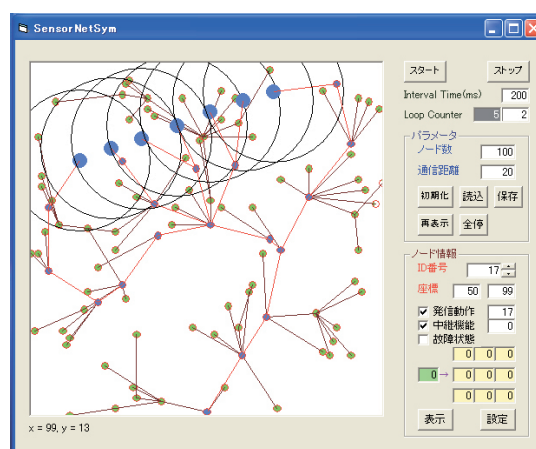 SensorNetSym
スタート ストップ
Interval Time(ms) 200
Loop Counter 5 2
パラメータ
ノード数 100
通信距離 20
初期化 読込 保存
再表示 全停
ノード情報
ID番号 17
座標 50 99
発信動作 17
中継機能 0
故障状態
0 0 0
0 → 0 0 0
0 0 0
表示 設定
x = 99, y = 13